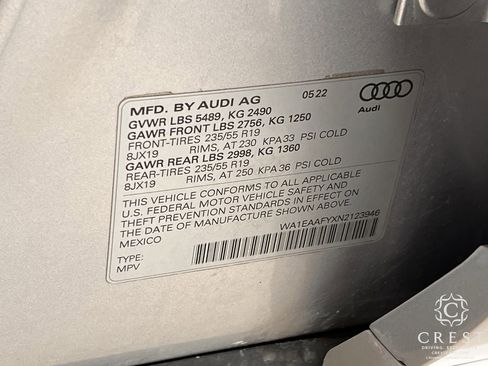 MFD. BY AUDI AG 05 22
GVWR LBS 5489, KG 2490
GAWR FRONT LBS 2756, KG 1250
FRONT-TIRES 235/55 R19
8JX19 RIMS, AT 230 KPA 33 PSI COLD
GAWR REAR LBS 2998, KG 1360
REAR-TIRES 235/55 R19
8JX19 RIMS, AT 250 KPA 36 PSI COLD
THIS VEHICLE CONFORMS TO ALL APPLICABLE
U.S. FEDERAL MOTOR VEHICLE SAFETY AND
THEFT PREVENTION STANDARDS IN EFFECT ON
DATE OF MANUFACTURE SHOWN ABOVE.
MEXICO
WA1EAAFYXN2123946
TYPE:
MPV
Audi
C
CREST
DRIVING